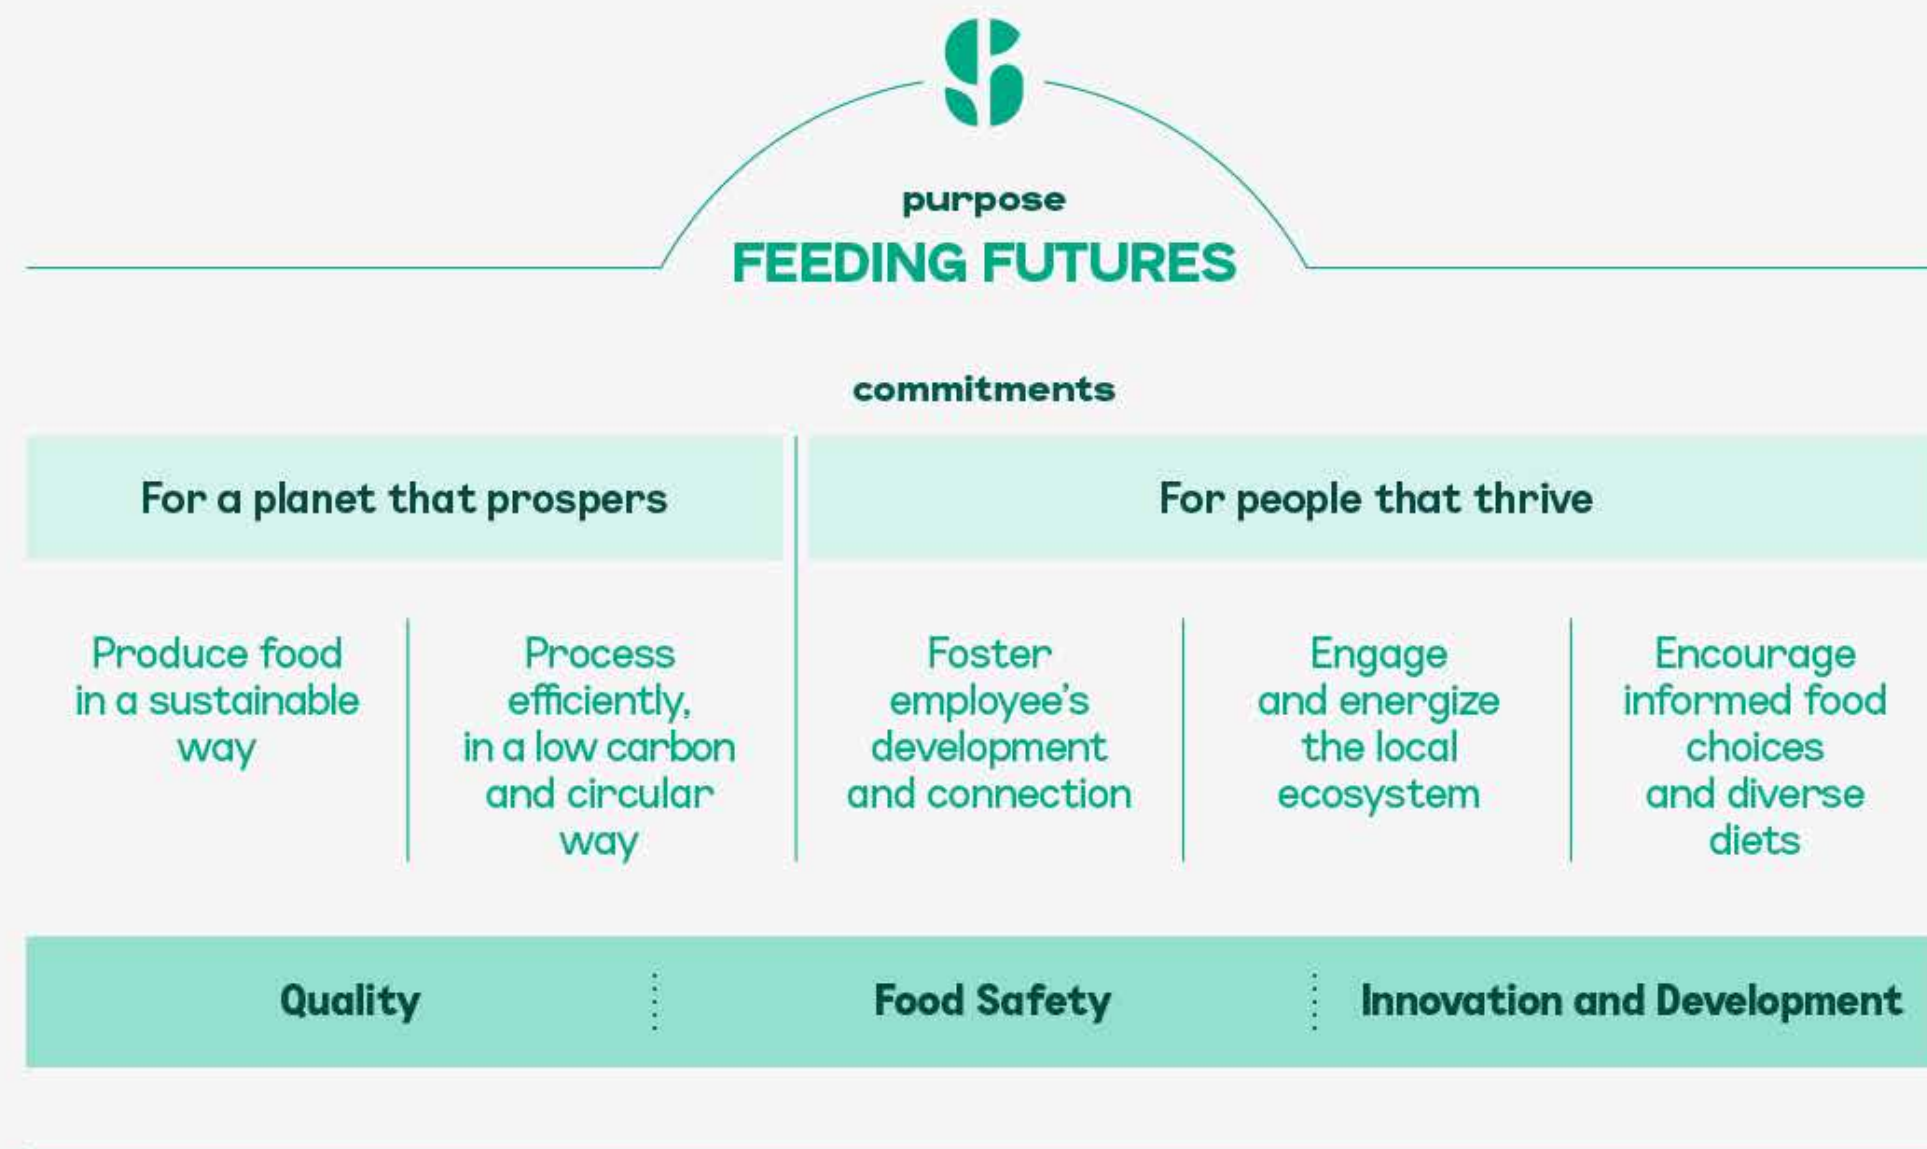 purpose
FEEDING FUTURES
commitments
For a planet that prospers
For people that thrive
Produce food
in a sustainable
way
Process
efficiently,
in a low carbon
and circular
way
Foster
employee's
development
and connection
Engage
and energize
the local
ecosystem
Encourage
informed food
choices
and diverse
diets
Quality
Food Safety
Innovation and Development